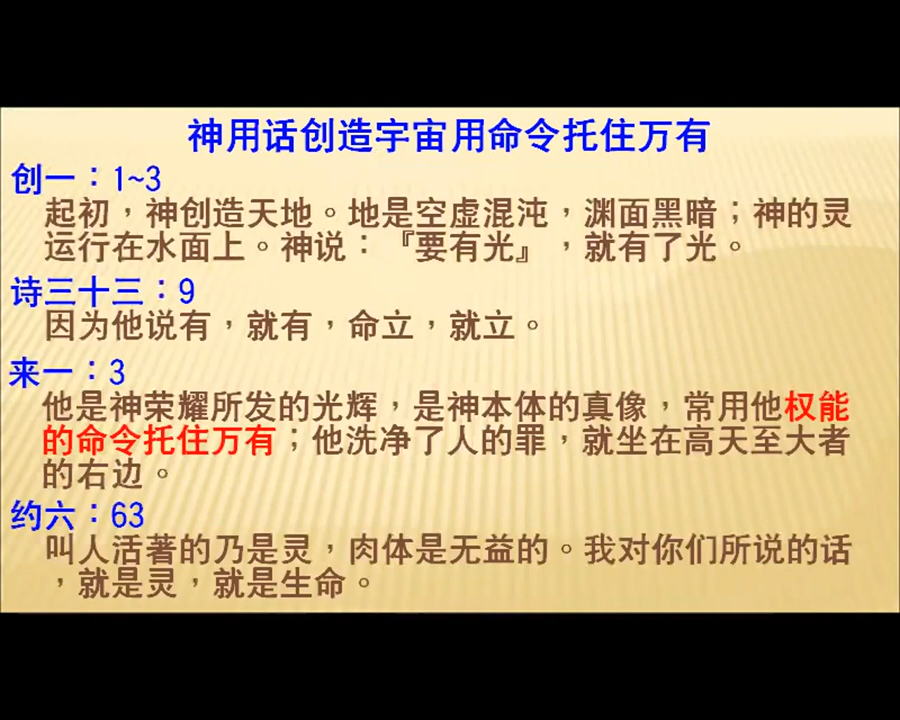 神用话创造宇宙用命令托住万有
创一：1~3
起初，神创造天地。地是空虚混沌，渊面黑暗；神的灵
运行在水面上。神说：『要有光』，就有了光。
诗三十三：9
因为他说有，就有，命立，就立。
来一：3
他是神荣耀所发的光辉，是神本体的真像，常用他权能
的命令托住万有；他洗净了人的罪，就坐在高天至大者
的右边。
约六：63
叫人活著的乃是灵，肉体是无益的。我对你们所说的话
，就是灵，就是生命。